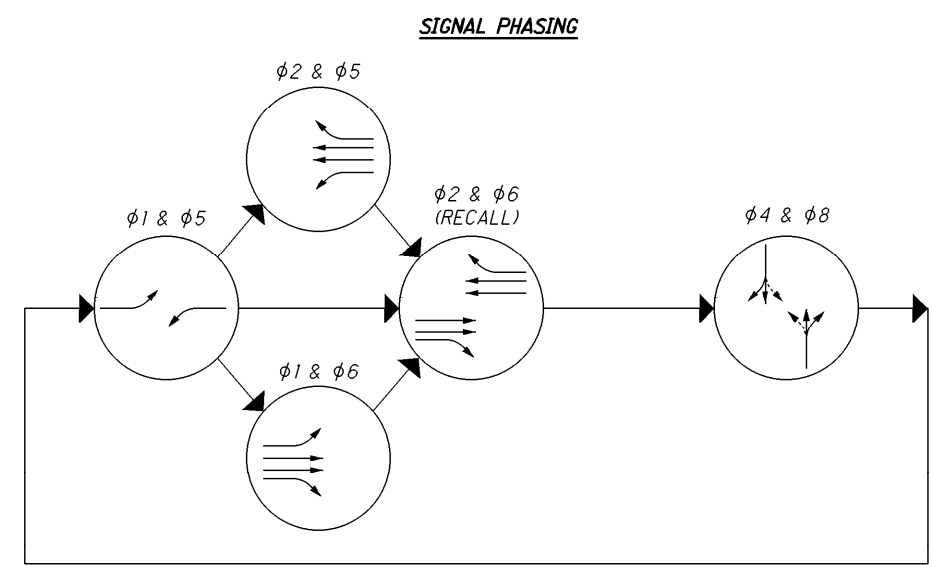 SIGNAL PHASING
ϕ2 & ϕ5
ϕ1 & ϕ5
ϕ2 & ϕ6
(RECALL)
ϕ4 & ϕ8
ϕ1 & ϕ6